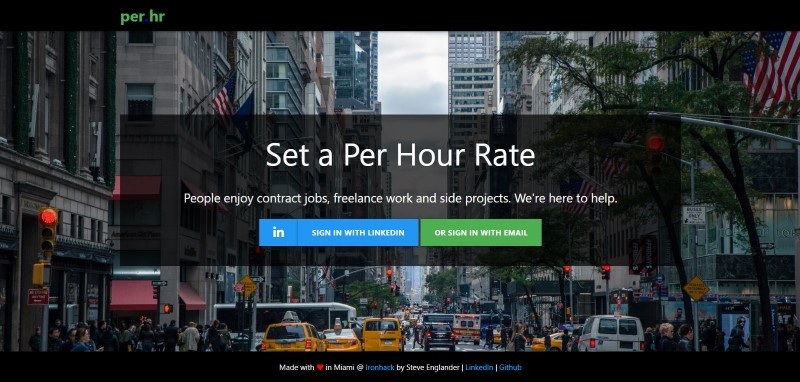 per.hr
Set a Per Hour Rate
People enjoy contract jobs, freelance work and side projects. We're here to help.
in SIGN IN WITH LINKEDIN
OR SIGN IN WITH EMAIL
Made with ❤ in Miami @ Ironhack by Steve Englander | LinkedIn | Github